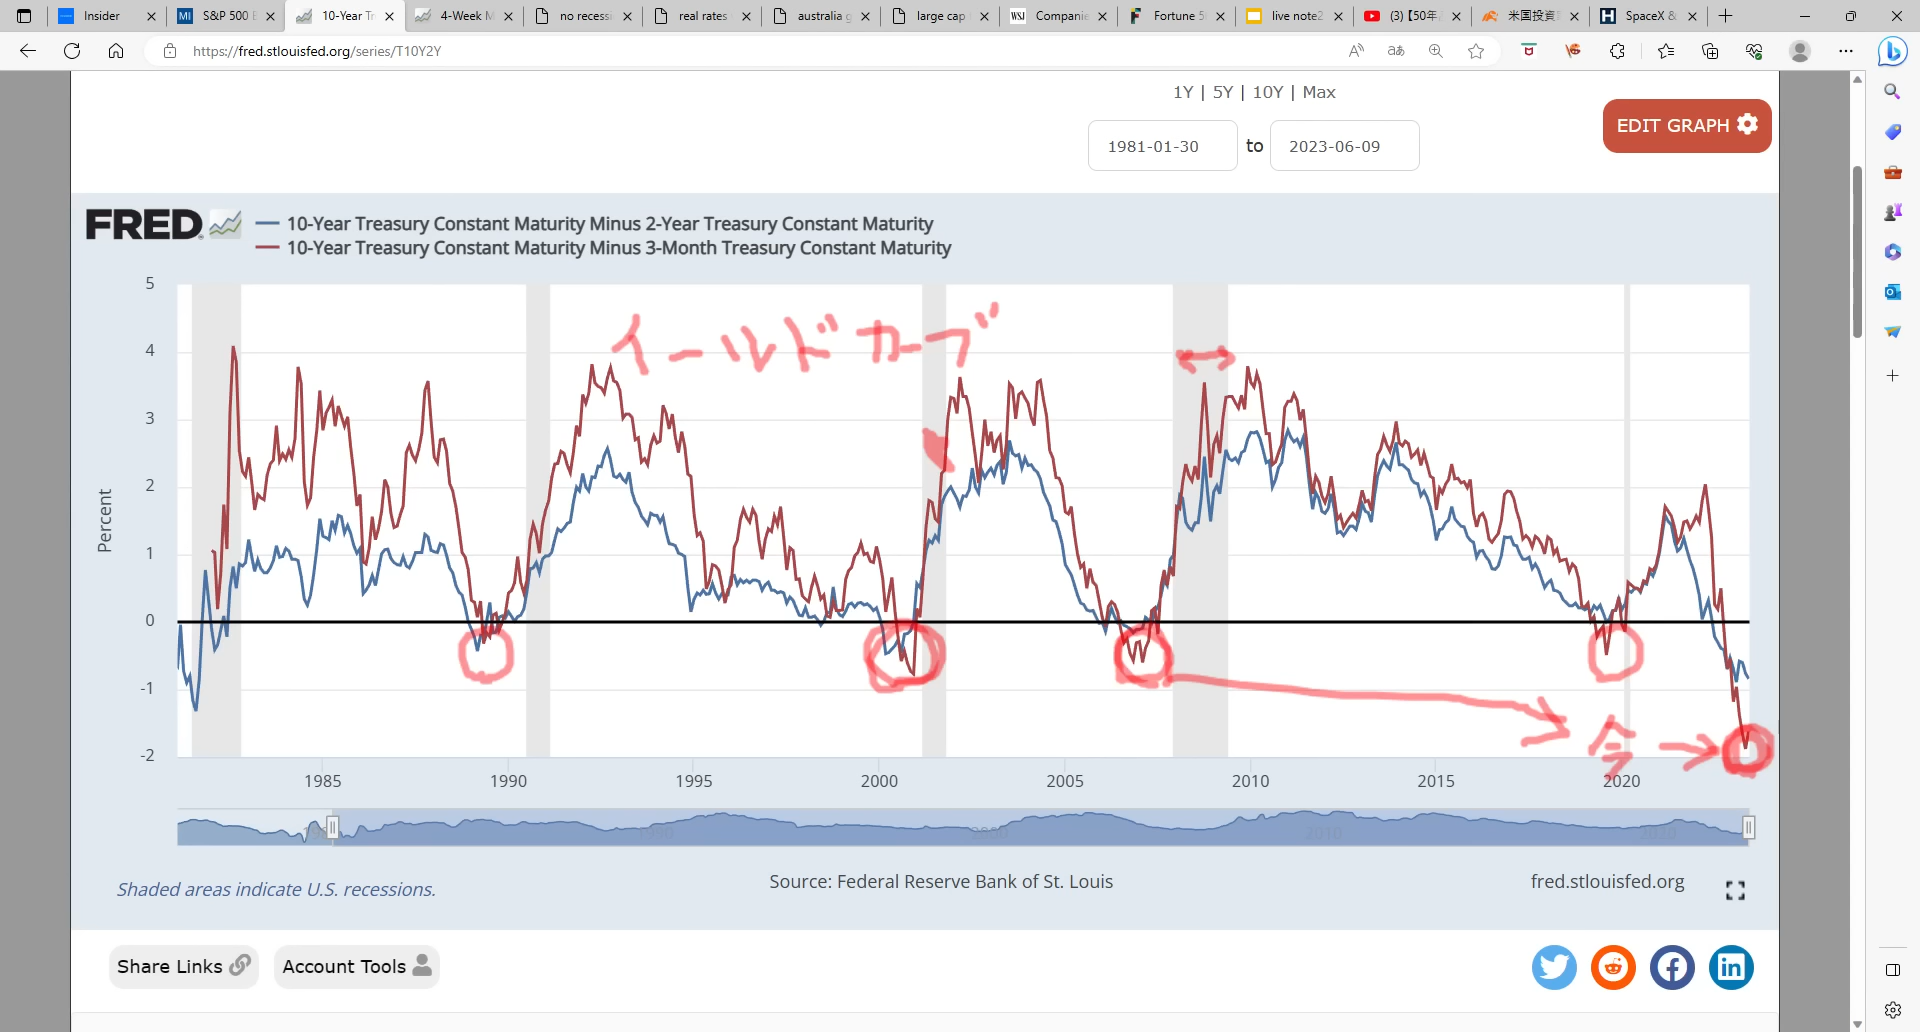 Insider
S&P 500 E
10-Year Tr
4-Week M
no recessi
real rates
australia g
large cap
WSJ
Companie
Fortune 5
live note2
(3)【50年
米国投資
SpaceX &
https://fred.stlouisfed.org/series/T10Y2Y
1Y | 5Y | 10Y | Max
1981-01-30 to 2023-06-09
EDIT GRAPH
FRED
10-Year Treasury Constant Maturity Minus 2-Year Treasury Constant Maturity
10-Year Treasury Constant Maturity Minus 3-Month Treasury Constant Maturity
5
4
3
2
1
0
-1
-2
Percent
イールドカーブ
今
1985 1990 1995 2000 2005 2010 2015 2020
Shaded areas indicate U.S. recessions.
Source: Federal Reserve Bank of St. Louis
fred.stlouisfed.org
Share Links
Account Tools